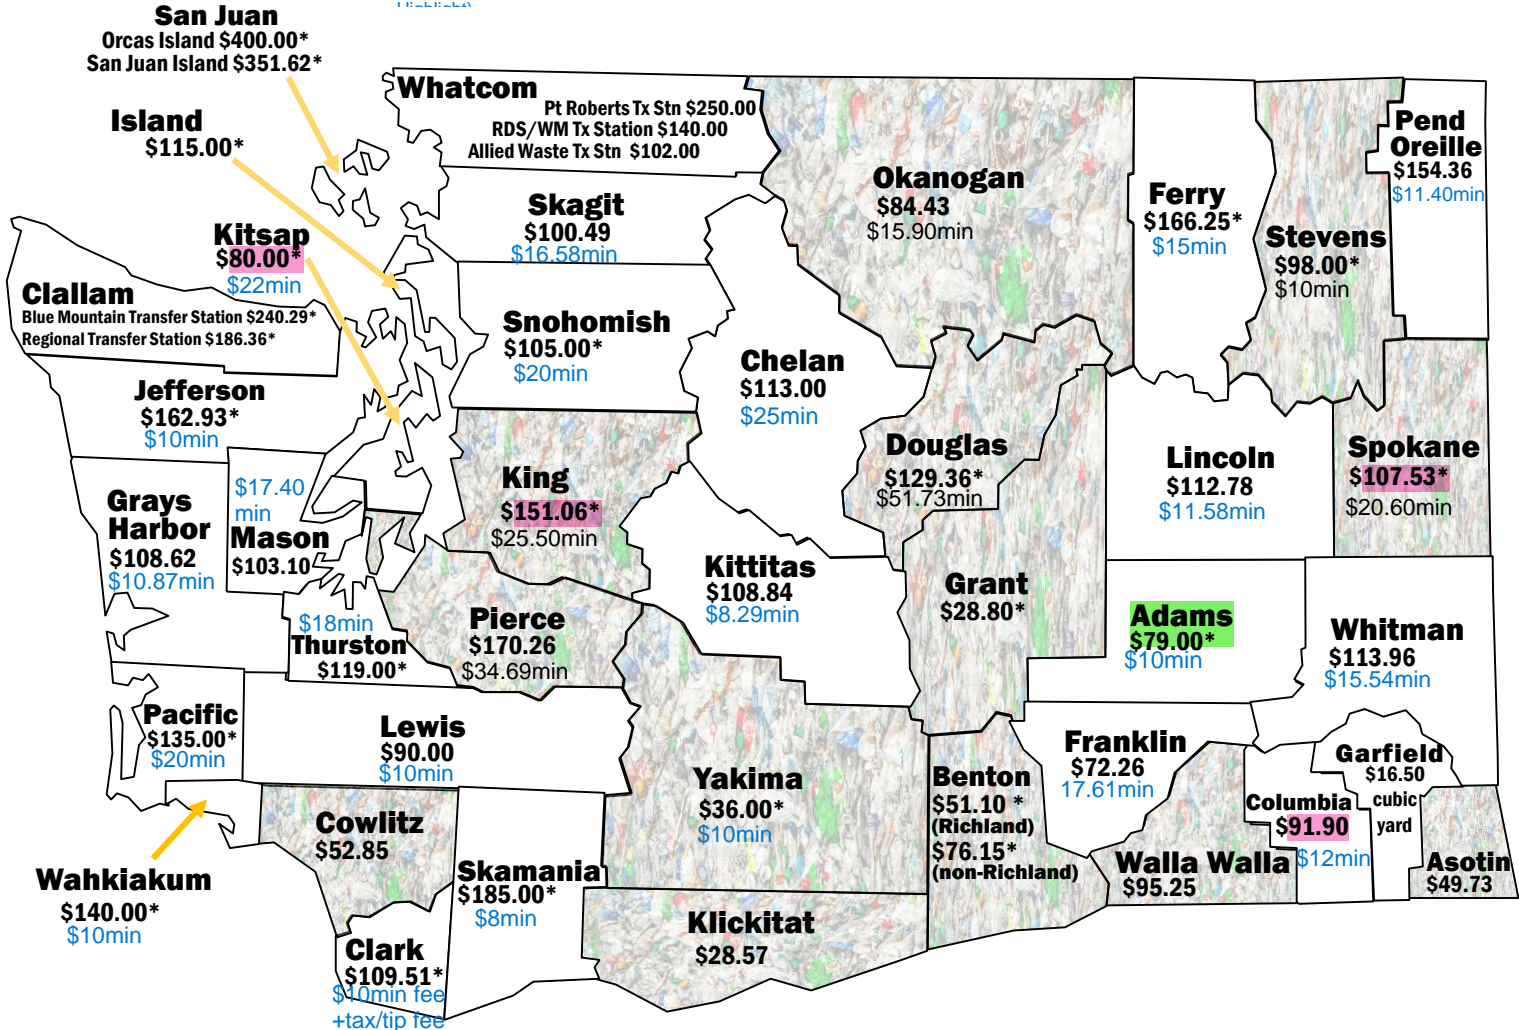 Highlight)
San Juan
Orcas Island $400.00*
San Juan Island $351.62*
Island
$115.00*
Whatcom
Pt Roberts Tx Stn $250.00
RDS/WM Tx Station $140.00
Allied Waste Tx Stn $102.00
Skagit
$100.49
$16.58min
Okanogan
$84.43
$15.90min
Ferry
$166.25*
$15min
Stevens
$98.00*
$10min
Pend
Oreille
$154.36
$11.40min
Kitsap
$80.00*
$22min
Clallam
Blue Mountain Transfer Station $240.29*
Regional Transfer Station $186.36*
Snohomish
$105.00*
$20min
Chelan
$113.00
$25min
Jefferson
$162.93*
$10min
Douglas
$129.36*
$51.73min
Lincoln
$112.78
$11.58min
Spokane
$107.53*
$20.60min
King
$151.06*
$25.50min
Grays
Harbor
$108.62
$10.87min
$17.40
min
Mason
$103.10
Kittitas
$108.84
$8.29min
Grant
$28.80*
Adams
$79.00*
$10min
Whitman
$113.96
$15.54min
Pierce
$170.26
$34.69min
$18min
Thurston
$119.00*
Pacific
$135.00*
$20min
Lewis
$90.00
$10min
Yakima
$36.00*
$10min
Benton
$51.10 *
(Richland)
$76.15*
(non-Richland)
Franklin
$72.26
17.61min
Garfield
$16.50
cubic
yard
Columbia
$91.90
$12min
Walla Walla
$95.25
Asotin
$49.73
Cowlitz
$52.85
Wahkiakum
$140.00*
$10min
Skamania
$185.00*
$8min
Klickitat
$28.57
Clark
$109.51*
$10min fee
+tax/tip fee